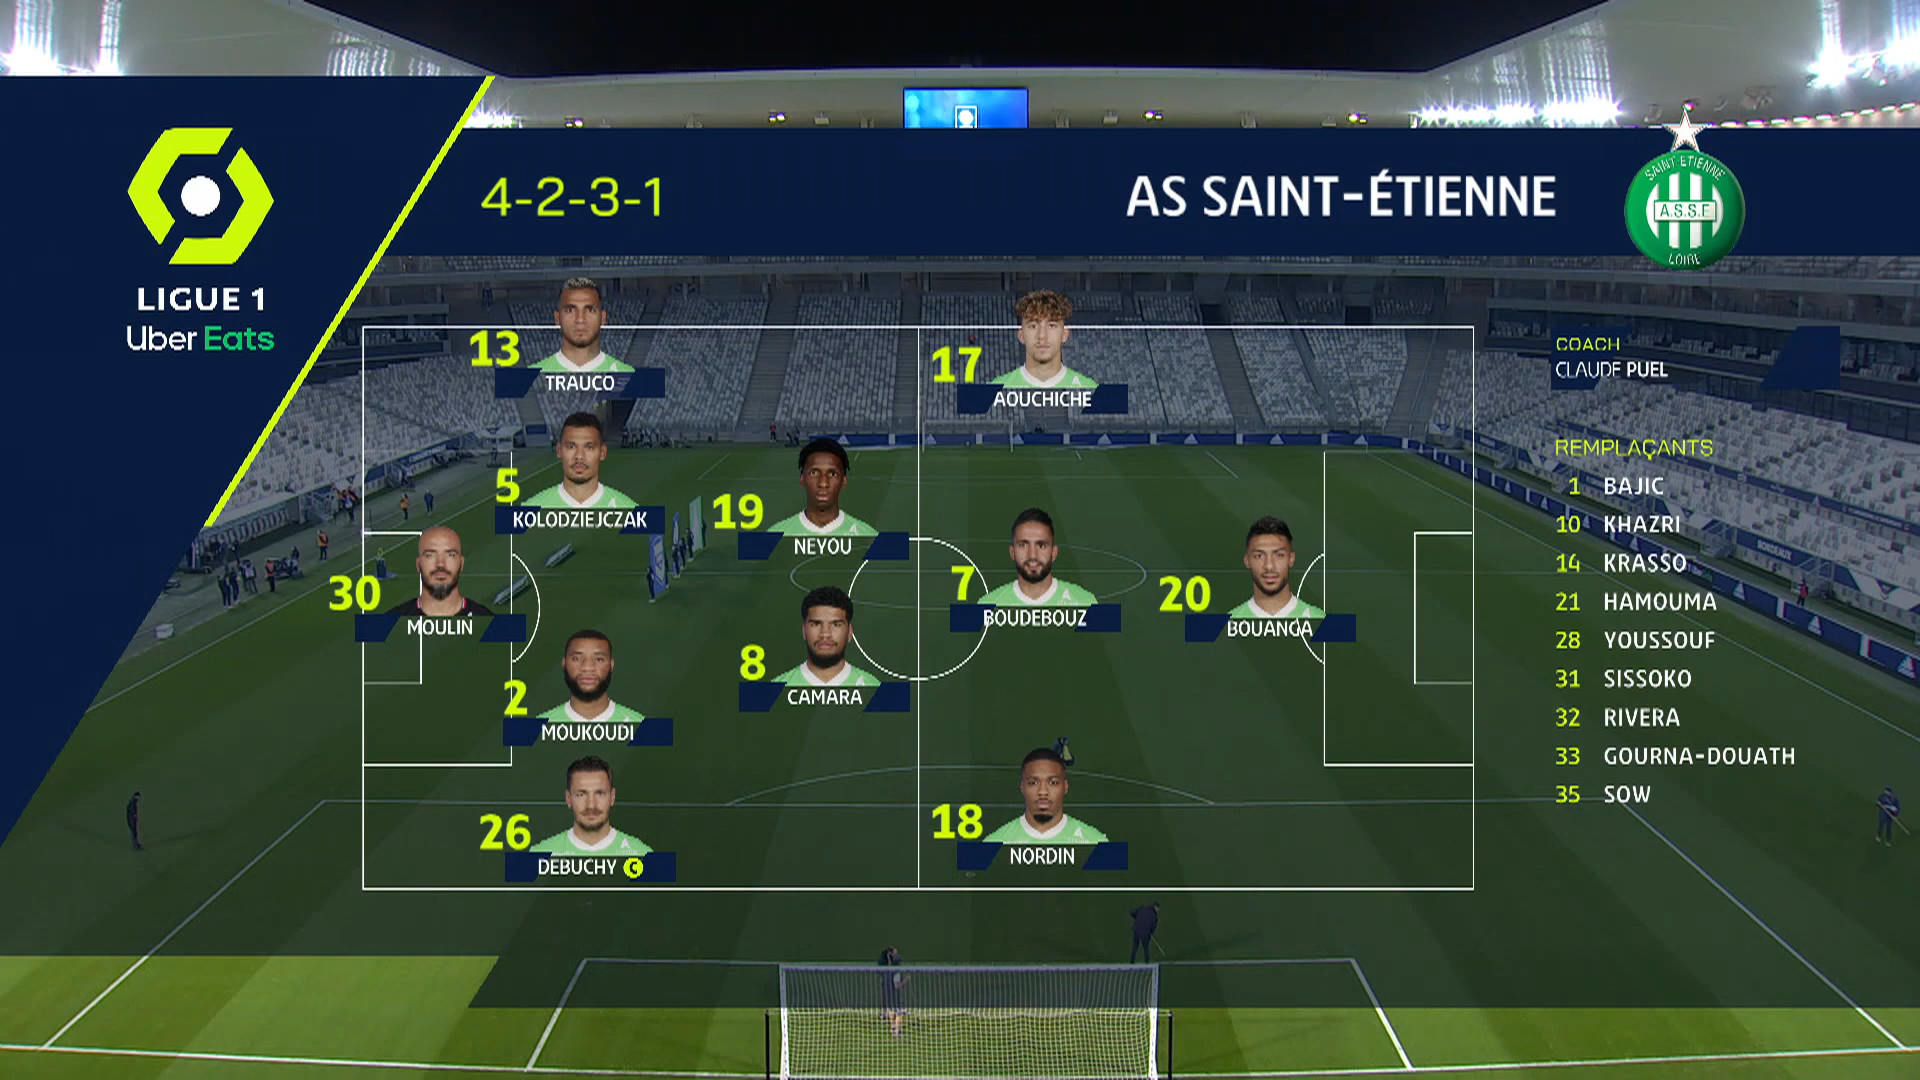 LIGUE 1
Uber Eats
4-2-3-1
AS SAINT-ÉTIENNE
SAINT-ETIENNE
A.S.S.E
LOIRE
13
TRAUCO
17
AOUCHICHE
5
KOLODZIEJCZAK
19
NEYOU
30
MOULIN
7
BOUDEBOUZ
20
BOUANGA
2
MOUKOUDI
8
CAMARA
26
DEBUCHY C
18
NORDIN
COACH
CLAUDE PUEL
REMPLAÇANTS
1 BAJIC
10 KHAZRI
14 KRASSO
21 HAMOUMA
28 YOUSSOUF
31 SISSOKO
32 RIVERA
33 GOURNA-DOUATH
35 SOW